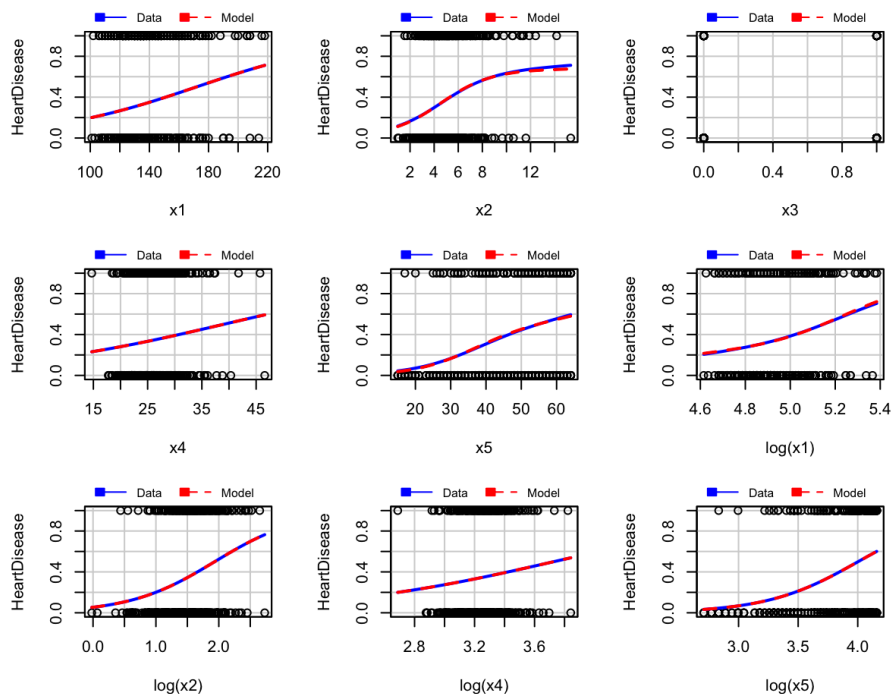 Data Model
HeartDisease
0.0 0.4 0.8
100 140 180 220
x1
Data Model
HeartDisease
0.0 0.4 0.8
2 4 6 8 12
x2
Data Model
HeartDisease
0.0 0.4 0.8
0.0 0.4 0.8
x3
Data Model
HeartDisease
0.0 0.4 0.8
15 25 35 45
x4
Data Model
HeartDisease
0.0 0.4 0.8
20 30 40 50 60
x5
Data Model
HeartDisease
0.0 0.4 0.8
4.6 4.8 5.0 5.2 5.4
log(x1)
Data Model
HeartDisease
0.0 0.4 0.8
0.0 1.0 2.0
log(x2)
Data Model
HeartDisease
0.0 0.4 0.8
2.8 3.2 3.6
log(x4)
Data Model
HeartDisease
0.0 0.4 0.8
3.0 3.5 4.0
log(x5)